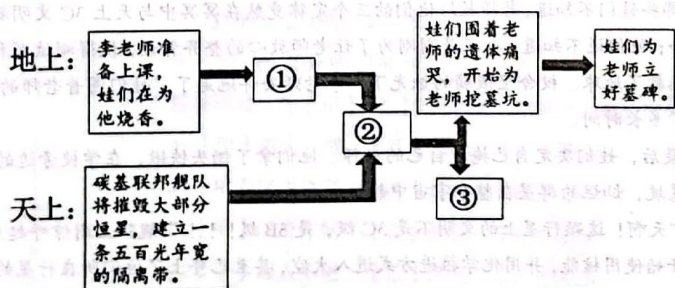 地上：
李老师准
备上课，
娃们在为
他烧香。
①
②
娃们围着老
师的遗体痛
哭，开始为
老师挖墓坑。
娃们为
老师立
好墓碑。
③
天上：
碳基联邦舰队
将摧毁大部分
恒星，建立一
条五百光年宽
的隔离带。